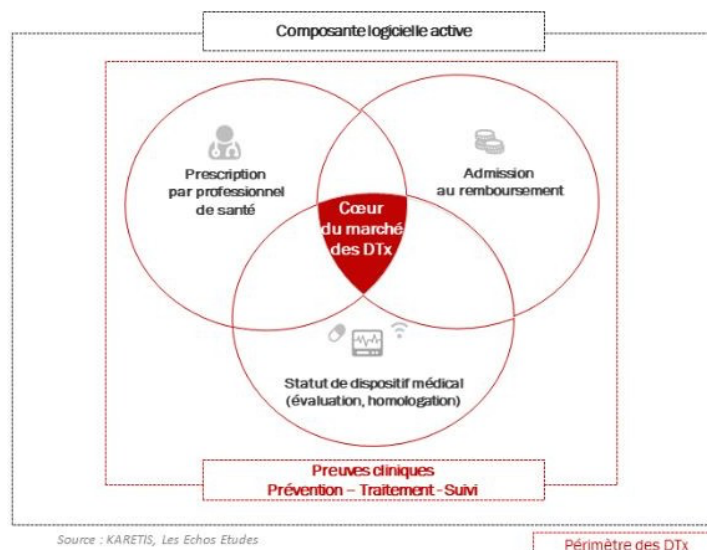 Composante logicielle active
Prescription
par professionnel
de santé
Admission
au remboursement
Cœur
du marché
des DTx
Statut de dispositif médical
(évaluation, homologation)
Preuves cliniques
Prévention – Traitement - Suivi
Source : KARETIS, Les Echos Etudes
Périmètre des DTx